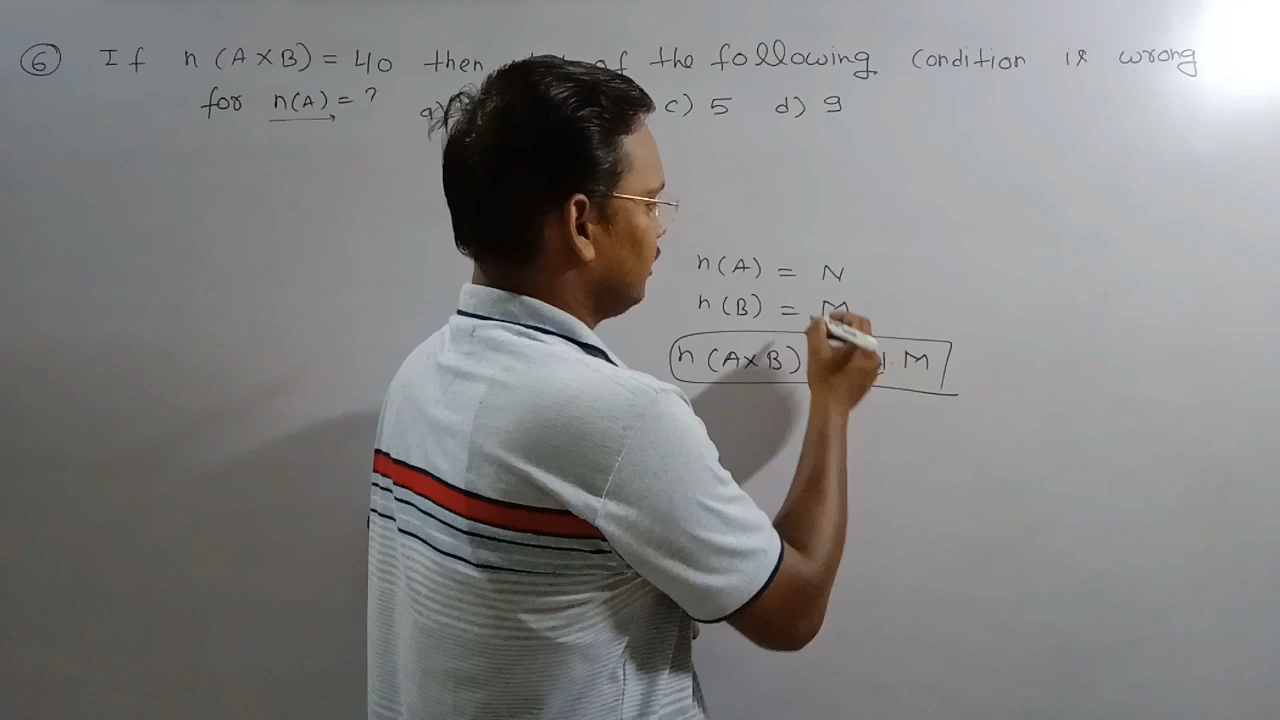 ⑥ If n (A×B) = 40 then of the following condition is wrong
for n(A) = ? a) c) 5 d) 9
n(A) = N
n(B) = M
n (A×B) . M